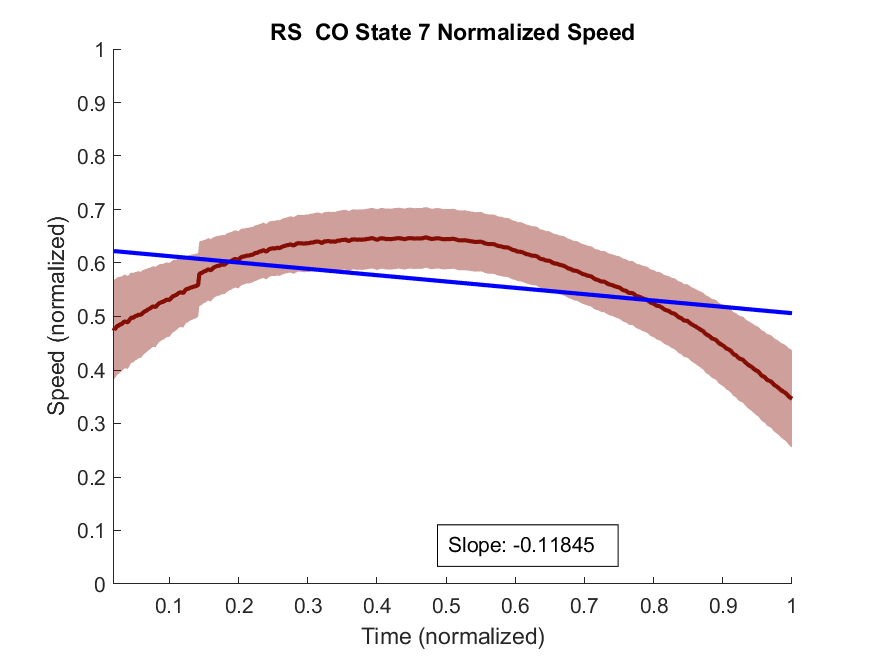 RS  CO State 7 Normalized Speed
1
0.9
0.8
0.7
0.6
0.5
0.4
0.3
0.2
0.1
0
Speed (normalized)
Slope: -0.11845
0.1 0.2 0.3 0.4 0.5 0.6 0.7 0.8 0.9 1
Time (normalized)